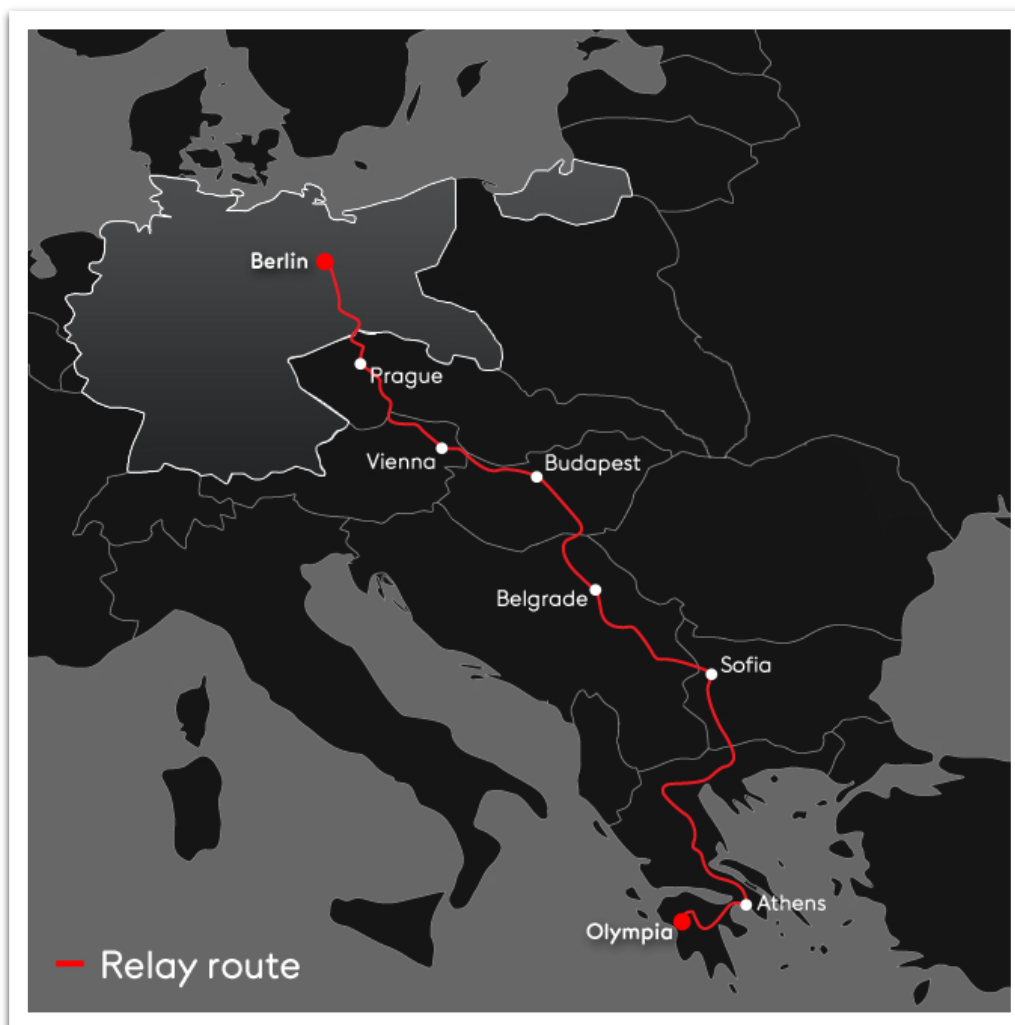 Berlin
Prague
Vienna
Budapest
Belgrade
Sofia
Athens
Olympia
Relay route